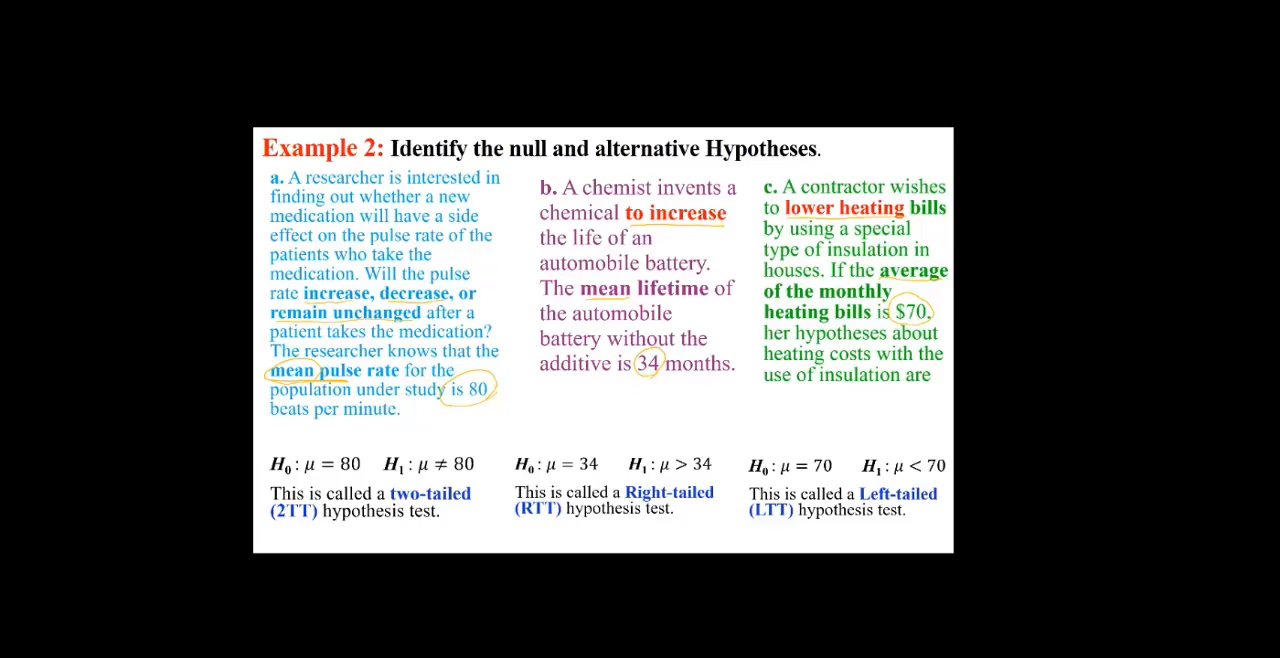 Example 2: Identify the null and alternative Hypotheses.
a. A researcher is interested in
finding out whether a new
medication will have a side
effect on the pulse rate of the
patients who take the
medication. Will the pulse
rate increase, decrease, or
remain unchanged after a
patient takes the medication?
The researcher knows that the
mean pulse rate for the
population under study is 80
beats per minute.
H₀ : μ = 80 H₁ : μ ≠ 80
This is called a two-tailed
(2TT) hypothesis test.
b. A chemist invents a
chemical to increase
the life of an
automobile battery.
The mean lifetime of
the automobile
battery without the
additive is 34 months.
H₀ : μ = 34 H₁ : μ > 34
This is called a Right-tailed
(RTT) hypothesis test.
c. A contractor wishes
to lower heating bills
by using a special
type of insulation in
houses. If the average
of the monthly
heating bills is $70,
her hypotheses about
heating costs with the
use of insulation are
H₀ : μ = 70 H₁ : μ < 70
This is called a Left-tailed
(LTT) hypothesis test.